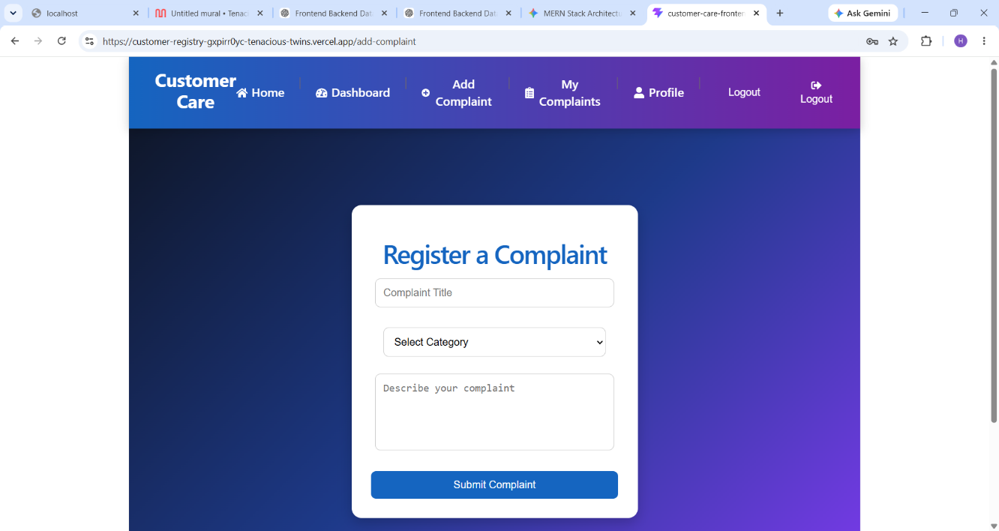 localhost
Untitled mural • Tenac
Frontend Backend Dat
Frontend Backend Dat
MERN Stack Architectu
customer-care-fronten
Ask Gemini
https://customer-registry-gxpirr0yc-tenacious-twins.vercel.app/add-complaint
H
Customer
Care
Home
Dashboard
Add
Complaint
My
Complaints
Profile
Logout
Logout
Register a Complaint
Complaint Title
Select Category
Describe your complaint
Submit Complaint